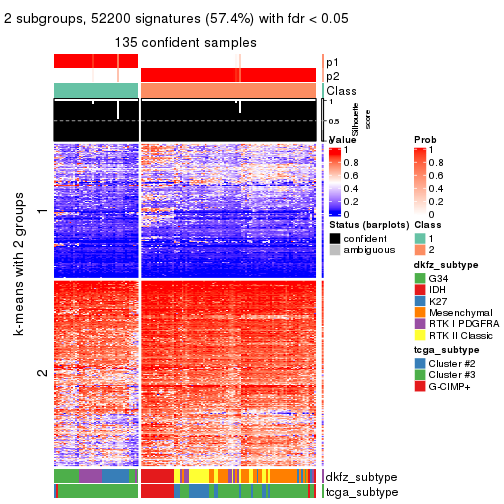 2 subgroups, 52200 signatures (57.4%) with fdr < 0.05
135 confident samples
p1
p2
Class
1
0.5
0
Silhouette
score
k-means with 2 groups
1
2
dkfz_subtype
tcga_subtype
Value
1
0.8
0.6
0.4
0.2
0
Prob
1
0.8
0.6
0.4
0.2
0
Status (barplots)
confident
ambiguous
Class
1
2
dkfz_subtype
G34
IDH
K27
Mesenchymal
RTK I PDGFRA
RTK II Classic
tcga_subtype
Cluster #2
Cluster #3
G-CIMP+